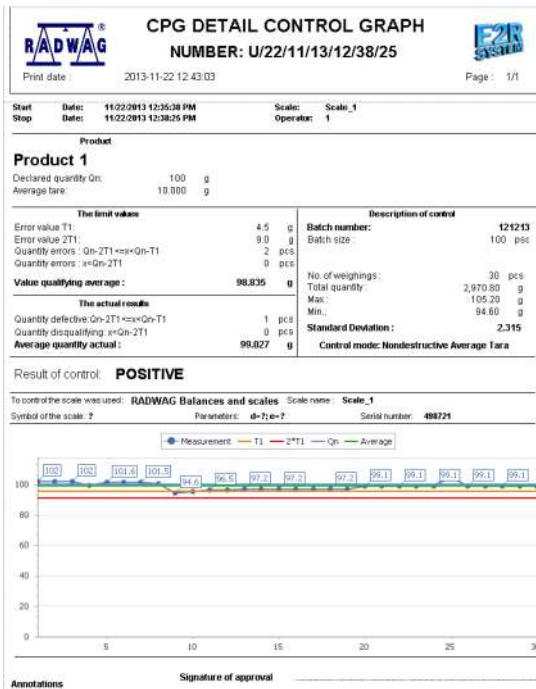 RADWAG
CPG DETAIL CONTROL GRAPH
NUMBER: U/22/11/13/12/38/25
E2R
SYSTEM
Print date : 2013-11-22 12:43:03 Page : 1/1
Start Date: 11/22/2013 12:35:38 PM Scale: Scale_1
Stop Date: 11/22/2013 12:38:25 PM Operator: 1
Product
Product 1
Declared quantity Qn: 100 g
Average tare: 10.000 g
The limit values
Error value T1: 4.5 g
Error value 2T1: 9.0 g
Quantity errors : Qn-2T1 <=x<Qn-T1 2 pcs
Quantity errors : x<Qn-2T1 0 pcs
Value qualifying average : 98.835 g
The actual results
Quantity defective:Qn-2T1 <=x<Qn-T1 1 pcs
Quantity disqualifying: x<Qn-2T1 0 pcs
Average quantity actual : 99.027 g
Description of control
Batch number: 121213
Batch size : 100 psc
No. of weighings : 30 pcs
Total quantity : 2,970.80 g
Max.: 105.20 g
Min.: 94.60 g
Standard Deviation : 2.315
Control mode: Nondestructive Average Tara
Result of control: POSITIVE
To control the scale was used: RADWAG Balances and scales Scale name : Scale_1
Symbol of the scale: ? Parameters: d=?;e=? Serial number: 498721
Measurement T1 2*T1 Qn Average
102 102 101.6 101.5 94.6 96.5 97.2 97.2 97.2 99.1 99.1 99.1 99.1 99.1
100
80
60
40
20
0
5 10 15 20 25 30
Signature of approval
Annotations